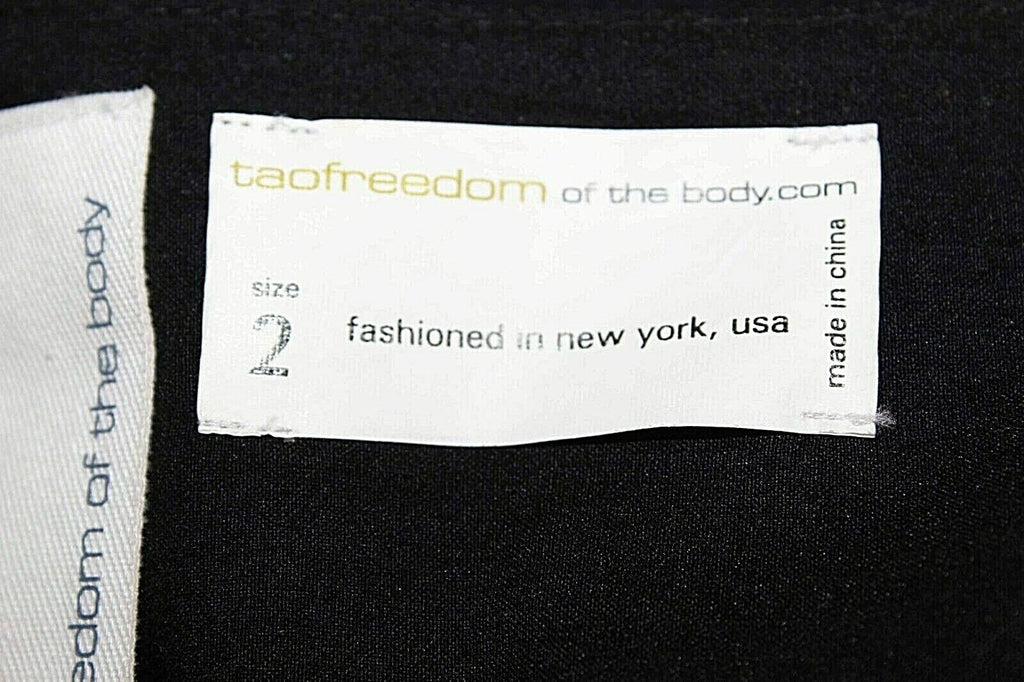 edom of the body
taofreedom of the body.com
size
2
fashioned in new york, usa
made in china